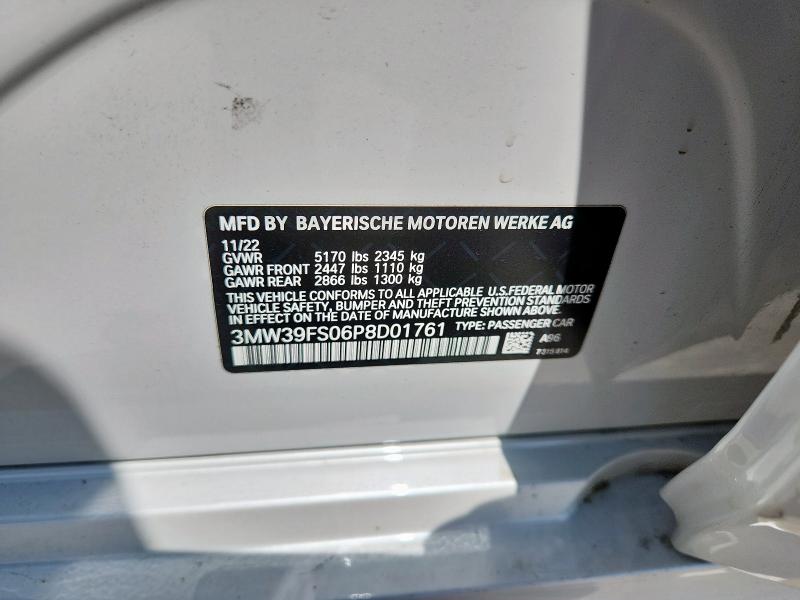 MFD BY BAYERISCHE MOTOREN WERKE AG
11/22
GVWR 5170 lbs 2345 kg
GAWR FRONT 2447 lbs 1110 kg
GAWR REAR 2866 lbs 1300 kg
THIS VEHICLE CONFORMS TO ALL APPLICABLE U.S.FEDERAL MOTOR
VEHICLE SAFETY, BUMPER AND THEFT PREVENTION STANDARDS
IN EFFECT ON THE DATE OF MANUFACTURE SHOWN ABOVE.
3MW39FS06P8D01761 TYPE: PASSENGER CAR
A96